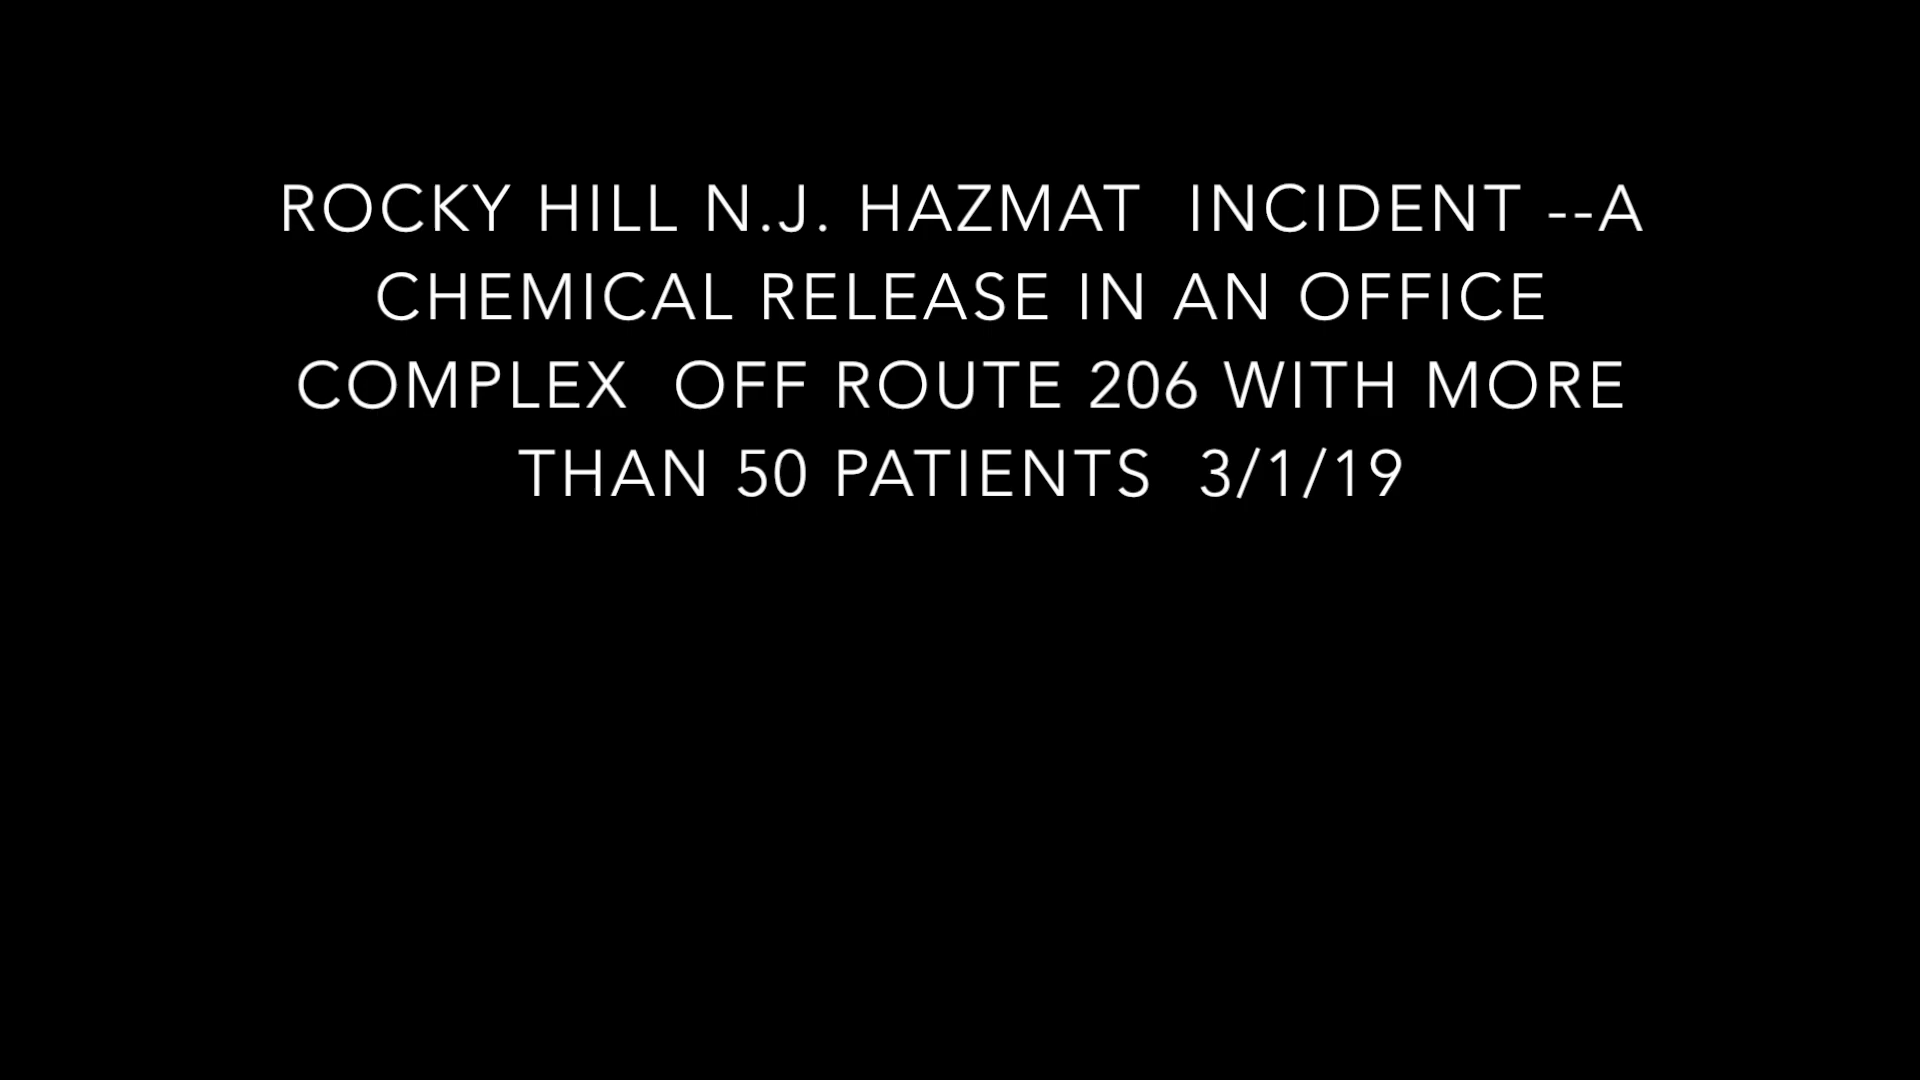 ROCKY HILL N.J. HAZMAT  INCIDENT --A
CHEMICAL RELEASE IN AN OFFICE
COMPLEX  OFF ROUTE 206 WITH MORE
THAN 50 PATIENTS  3/1/19